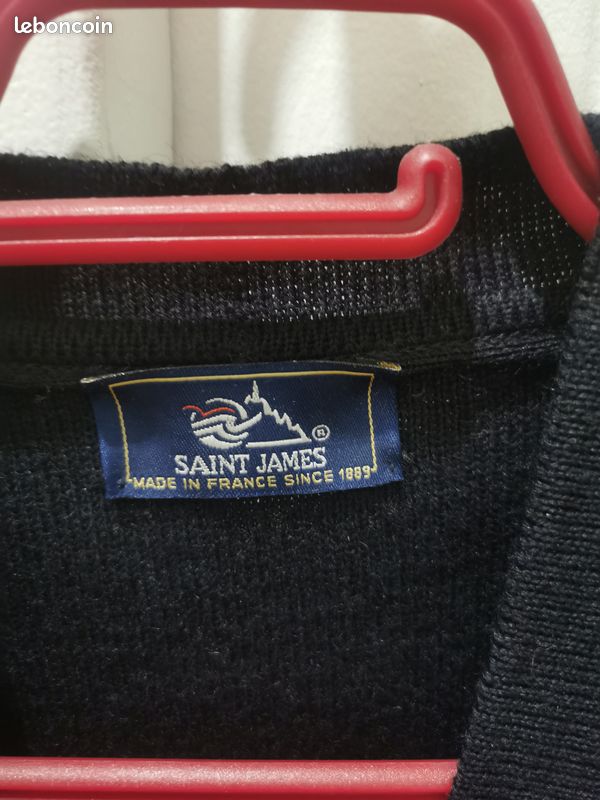 leboncoin
®
SAINT JAMES
MADE IN FRANCE SINCE 1889